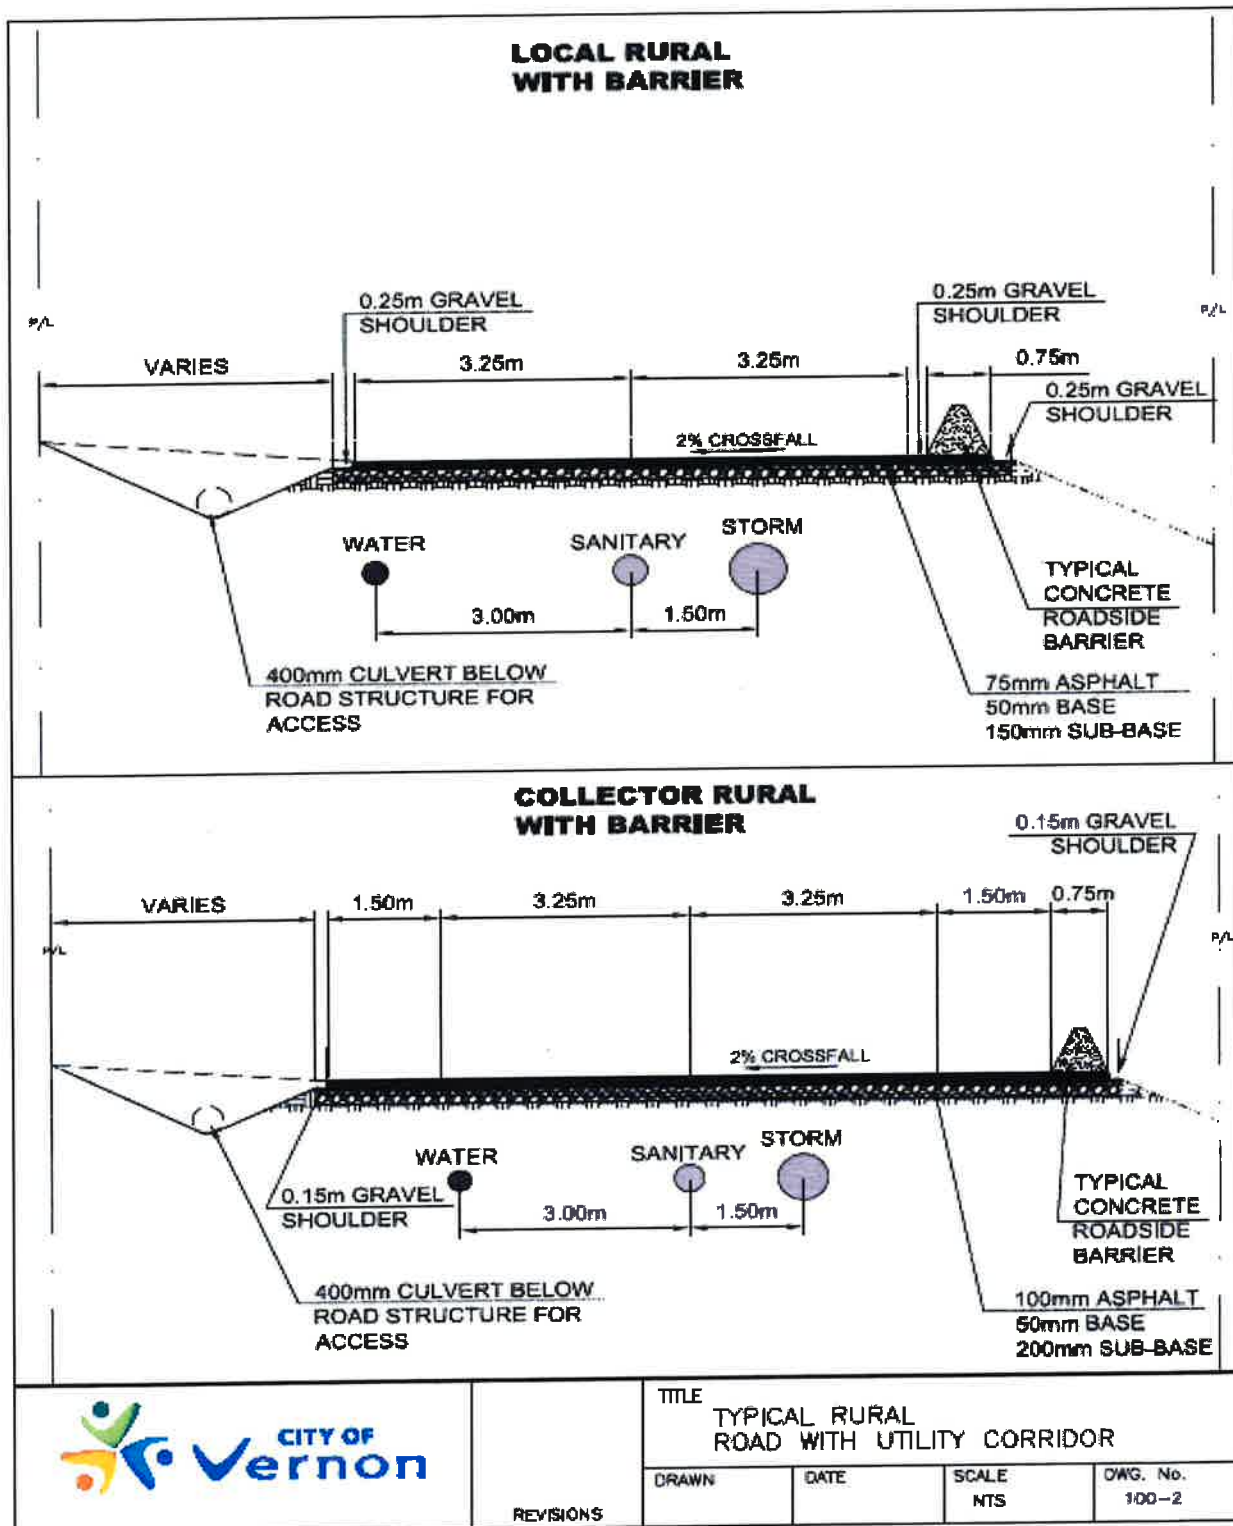 LOCAL RURAL
WITH BARRIER
0.25m GRAVEL
SHOULDER
0.25m GRAVEL
SHOULDER
P/L
P/L
VARIES
3.25m
3.25m
0.75m
0.25m GRAVEL
SHOULDER
2% CROSSFALL
WATER
SANITARY
STORM
3.00m
1.50m
TYPICAL
CONCRETE
ROADSIDE
BARRIER
400mm CULVERT BELOW
ROAD STRUCTURE FOR
ACCESS
75mm ASPHALT
50mm BASE
150mm SUB-BASE
COLLECTOR RURAL
WITH BARRIER
0.15m GRAVEL
SHOULDER
VARIES
1.50m
3.25m
3.25m
1.50m
0.75m
P/L
P/L
2% CROSSFALL
WATER
SANITARY
STORM
0.15m GRAVEL
SHOULDER
3.00m
1.50m
TYPICAL
CONCRETE
ROADSIDE
BARRIER
400mm CULVERT BELOW
ROAD STRUCTURE FOR
ACCESS
100mm ASPHALT
50mm BASE
200mm SUB-BASE
CITY OF
Vernon
REVISIONS
TITLE
TYPICAL RURAL
ROAD WITH UTILITY CORRIDOR
DRAWN
DATE
SCALE
NTS
DWG. No.
100-2